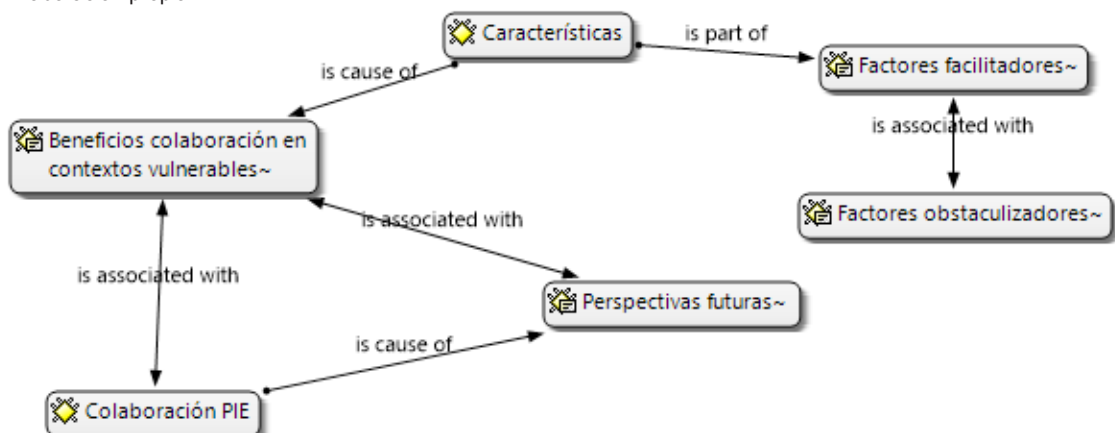 Características
is part of
is cause of
Factores facilitadores~
is associated with
Beneficios colaboración en
contextos vulnerables~
Factores obstaculizadores~
is associated with
is associated with
Perspectivas futuras~
is cause of
Colaboración PIE